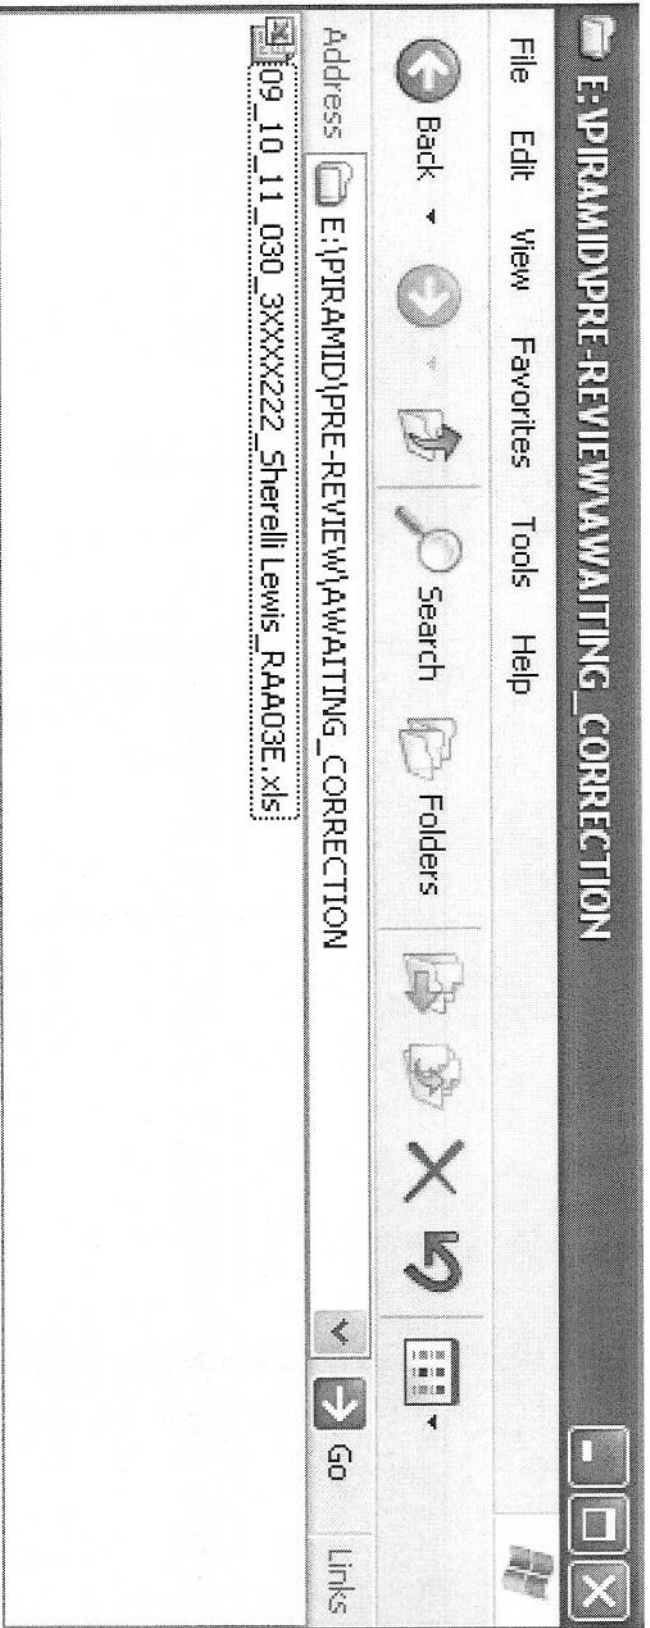 E:\PIRAMID\PRE-REVIEW\AWAITING_CORRECTION
File Edit View Favorites Tools Help
Back Search Folders
Address E:\PIRAMID\PRE-REVIEW\AWAITING_CORRECTION Go Links
09_10_11_030_3XXXX222_Sherelli Lewis_RAA03E.xls